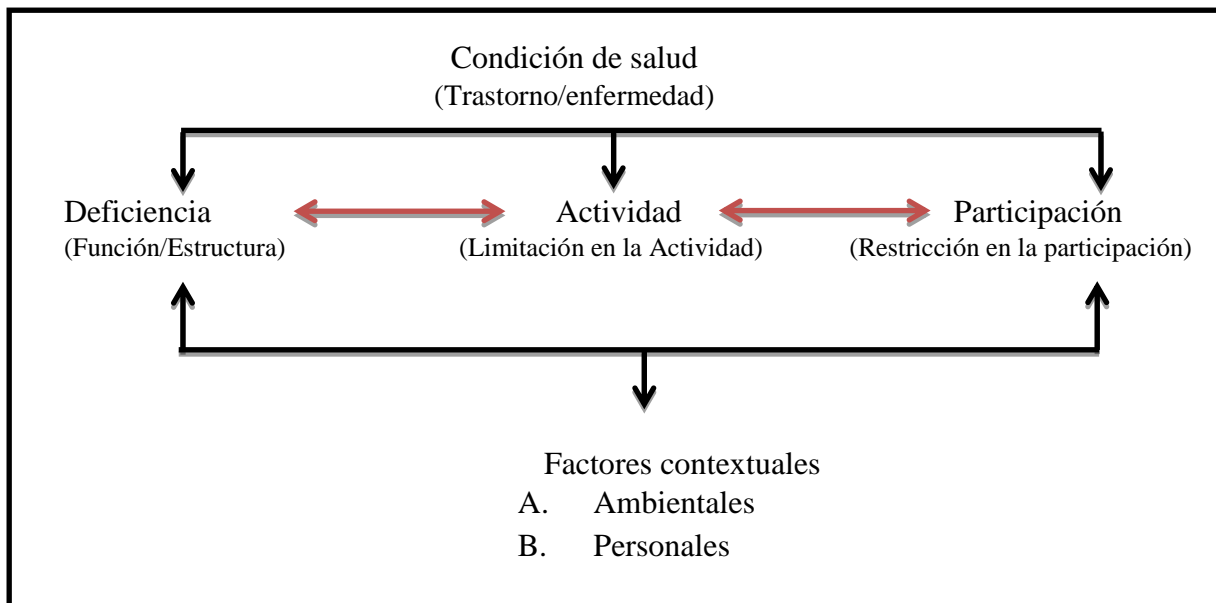 Condición de salud
(Trastorno/enfermedad)
Deficiencia
(Función/Estructura)
Actividad
(Limitación en la Actividad)
Participación
(Restricción en la participación)
Factores contextuales
A. Ambientales
B. Personales